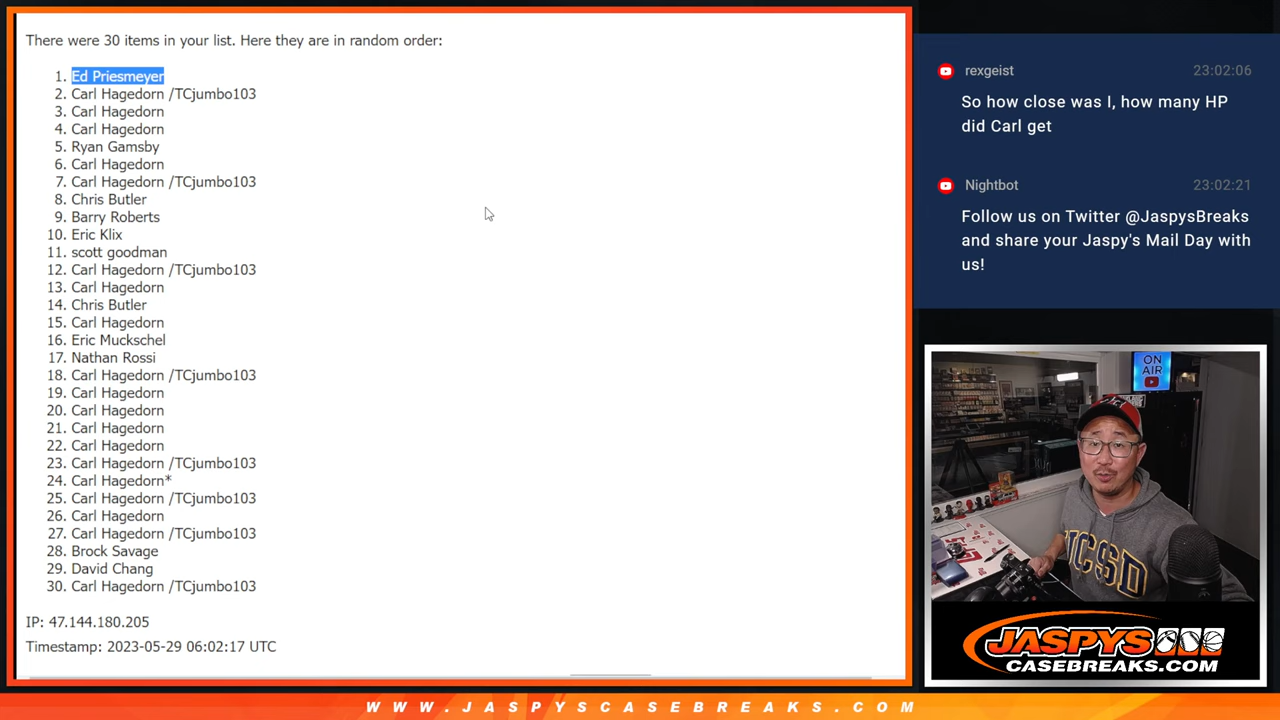 There were 30 items in your list. Here they are in random order:
1. Ed Priesmeyer
2. Carl Hagedorn /TCjumbo103
3. Carl Hagedorn
4. Carl Hagedorn
5. Ryan Gamsby
6. Carl Hagedorn
7. Carl Hagedorn /TCjumbo103
8. Chris Butler
9. Barry Roberts
10. Eric Klix
11. scott goodman
12. Carl Hagedorn /TCjumbo103
13. Carl Hagedorn
14. Chris Butler
15. Carl Hagedorn
16. Eric Muckschel
17. Nathan Rossi
18. Carl Hagedorn /TCjumbo103
19. Carl Hagedorn
20. Carl Hagedorn
21. Carl Hagedorn
22. Carl Hagedorn
23. Carl Hagedorn /TCjumbo103
24. Carl Hagedorn*
25. Carl Hagedorn /TCjumbo103
26. Carl Hagedorn
27. Carl Hagedorn /TCjumbo103
28. Brock Savage
29. David Chang
30. Carl Hagedorn /TCjumbo103
IP: 47.144.180.205
Timestamp: 2023-05-29 06:02:17 UTC
rexgeist 23:02:06
So how close was I, how many HP
did Carl get
Nightbot 23:02:21
Follow us on Twitter @JaspysBreaks
and share your Jaspy's Mail Day with
us!
ON
AIR
UCSD
JASPYS
CASEBREAKS.COM
WWW.JASPYSCASEBREAKS.COM